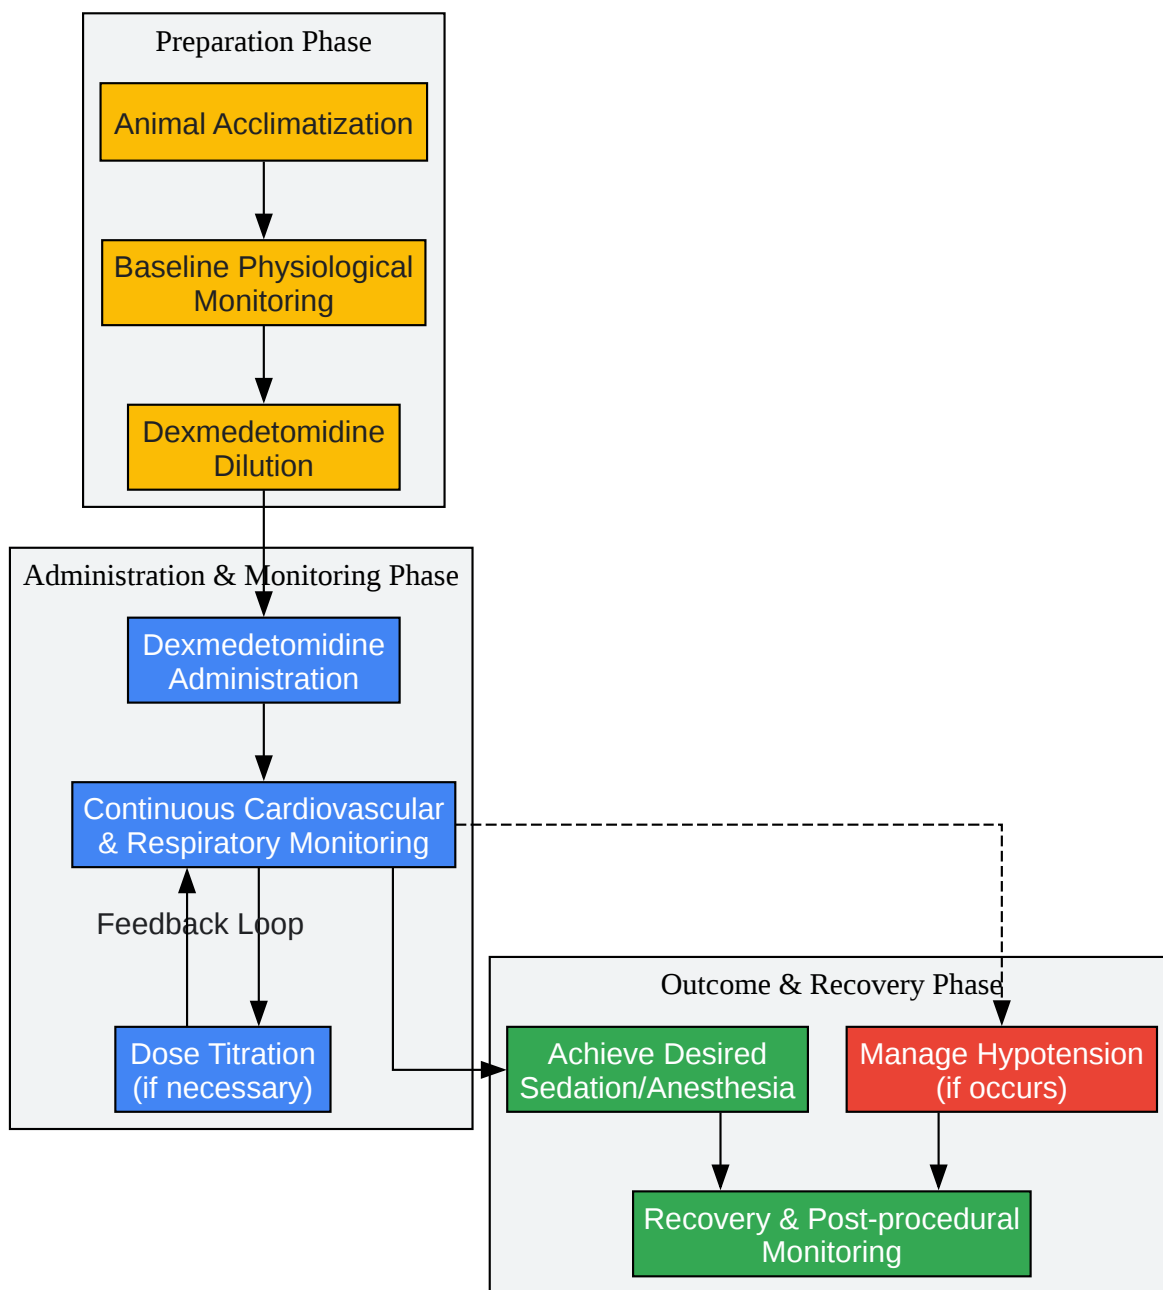 Preparation Phase
Animal Acclimatization
Baseline Physiological
Monitoring
Dexmedetomidine
Dilution
Administration & Monitoring Phase
Dexmedetomidine
Administration
Continuous Cardiovascular
& Respiratory Monitoring
Feedback Loop
Dose Titration
(if necessary)
Outcome & Recovery Phase
Achieve Desired
Sedation/Anesthesia
Manage Hypotension
(if occurs)
Recovery & Post-procedural
Monitoring